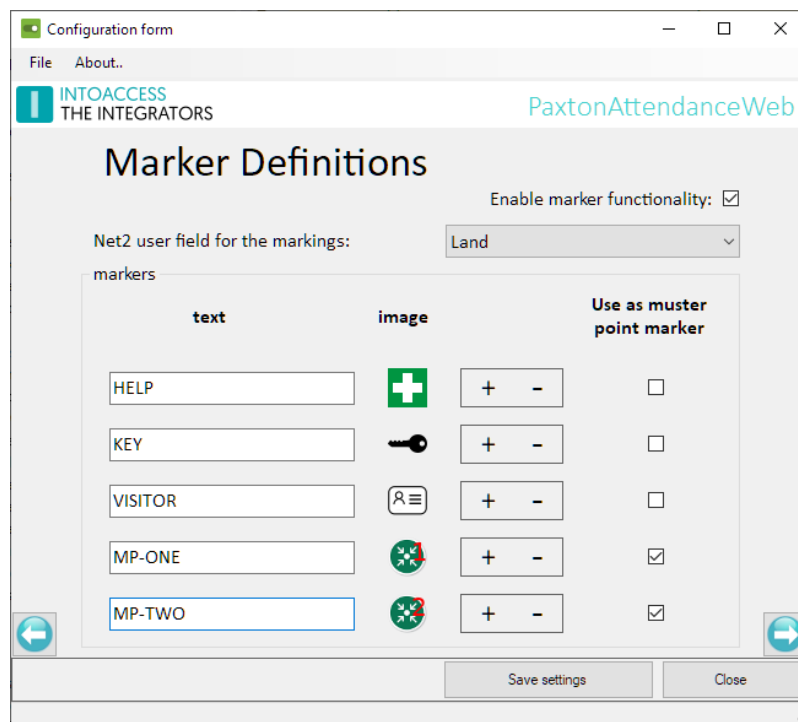 Configuration form
File About..
INTOACCESS
THE INTEGRATORS
PaxtonAttendanceWeb
Marker Definitions
Enable marker functionality:
Net2 user field for the markings: Land
markers
text image Use as muster
point marker
HELP + -
KEY + -
VISITOR + -
MP-ONE 1 + -
MP-TWO 2 + -
Save settings Close